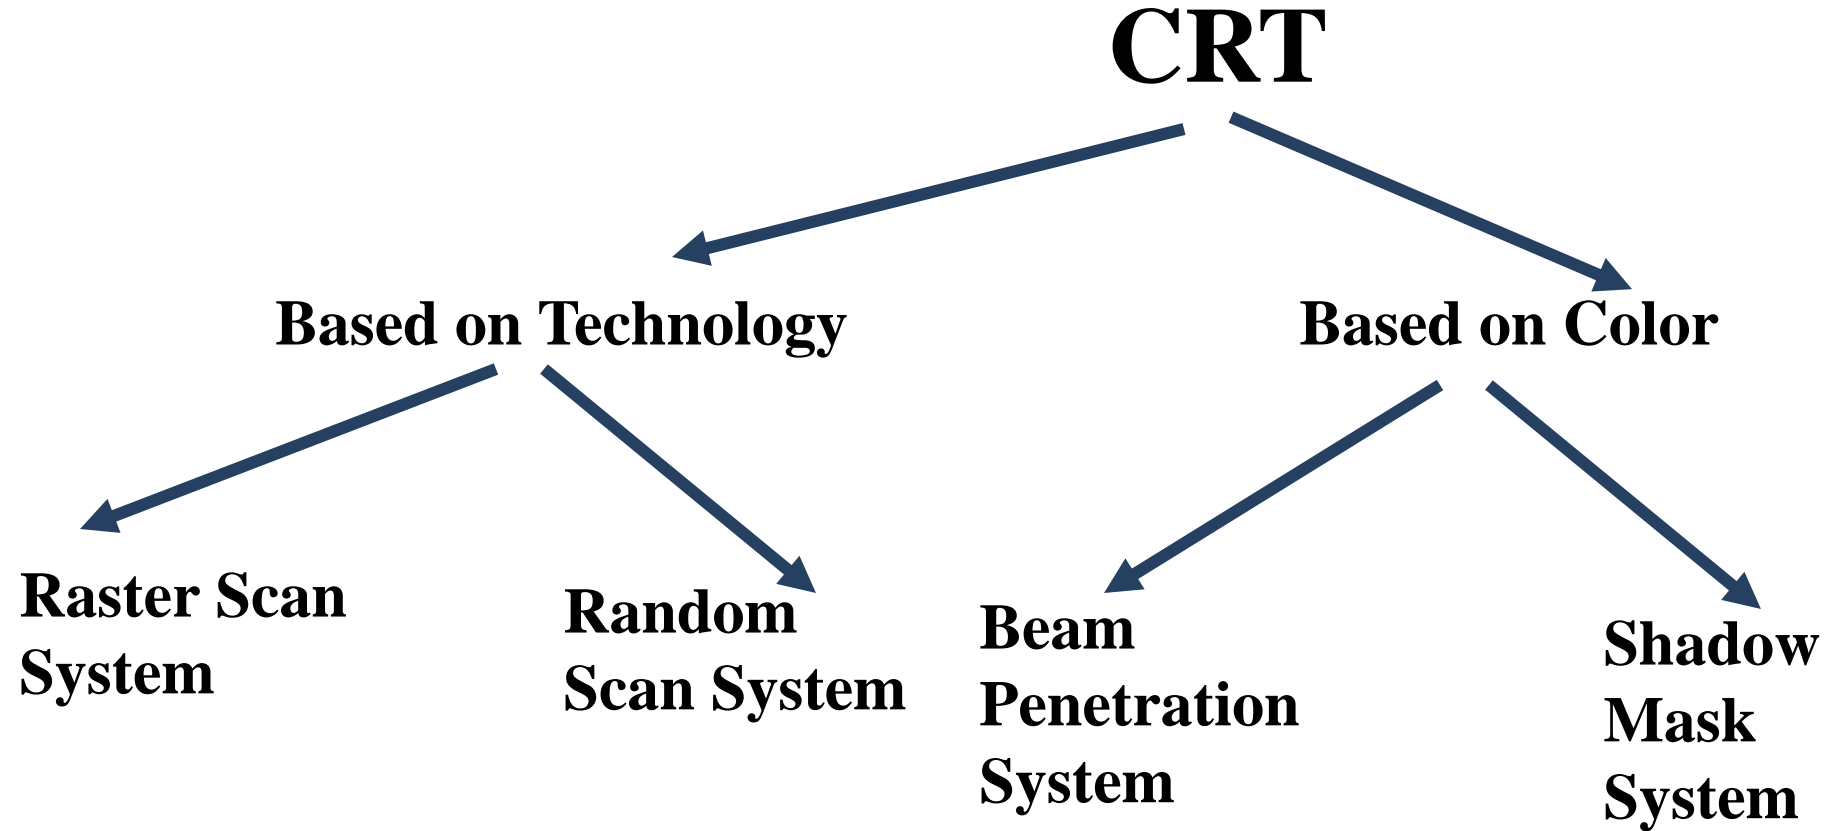 CRT
Based on Technology
Based on Color
Raster Scan
System
Random
Scan System
Beam
Penetration
System
Shadow
Mask
System